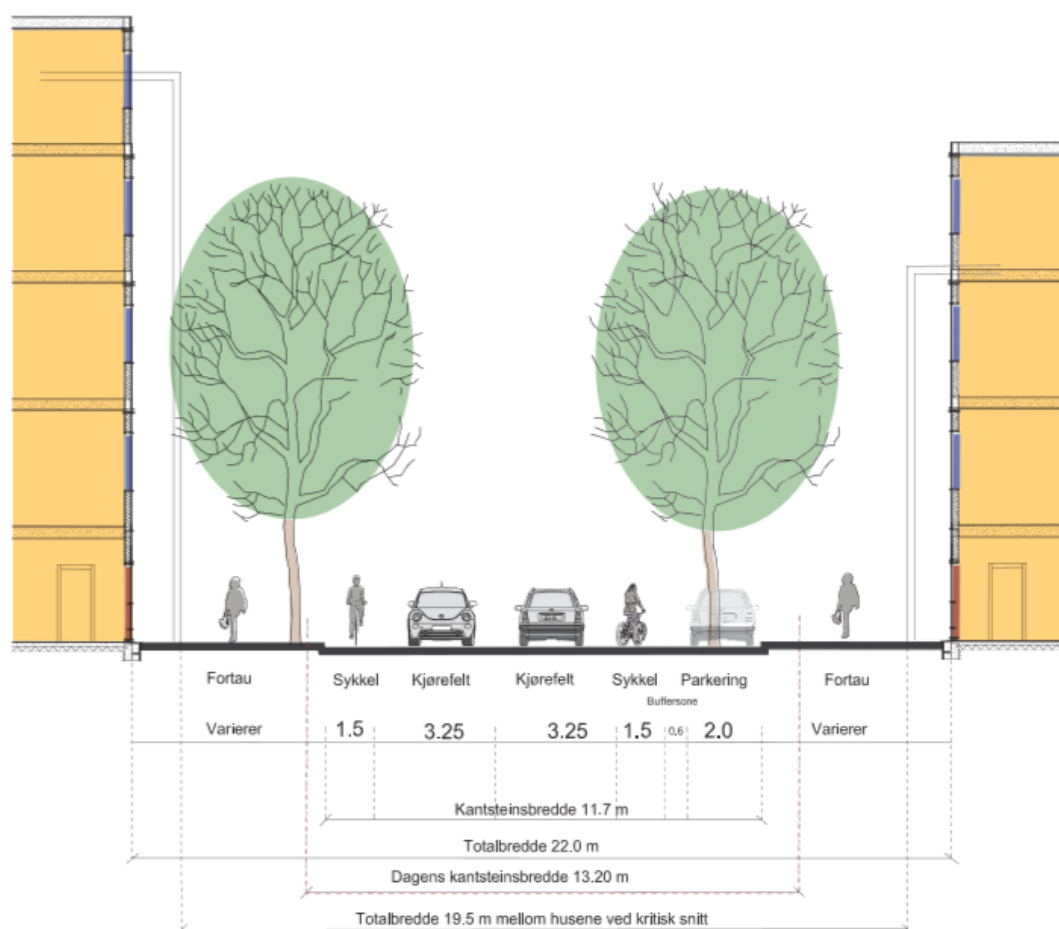 Fortau Sykkel Kjørefelt Kjørefelt Sykkel Parkering Fortau
Buffersone
Varierer 1.5 3.25 3.25 1.5 0,6 2.0 Varierer
Kantsteinsbredde 11.7 m
Totalbredde 22.0 m
Dagens kantsteinsbredde 13.20 m
Totalbredde 19.5 m mellom husene ved kritisk snitt